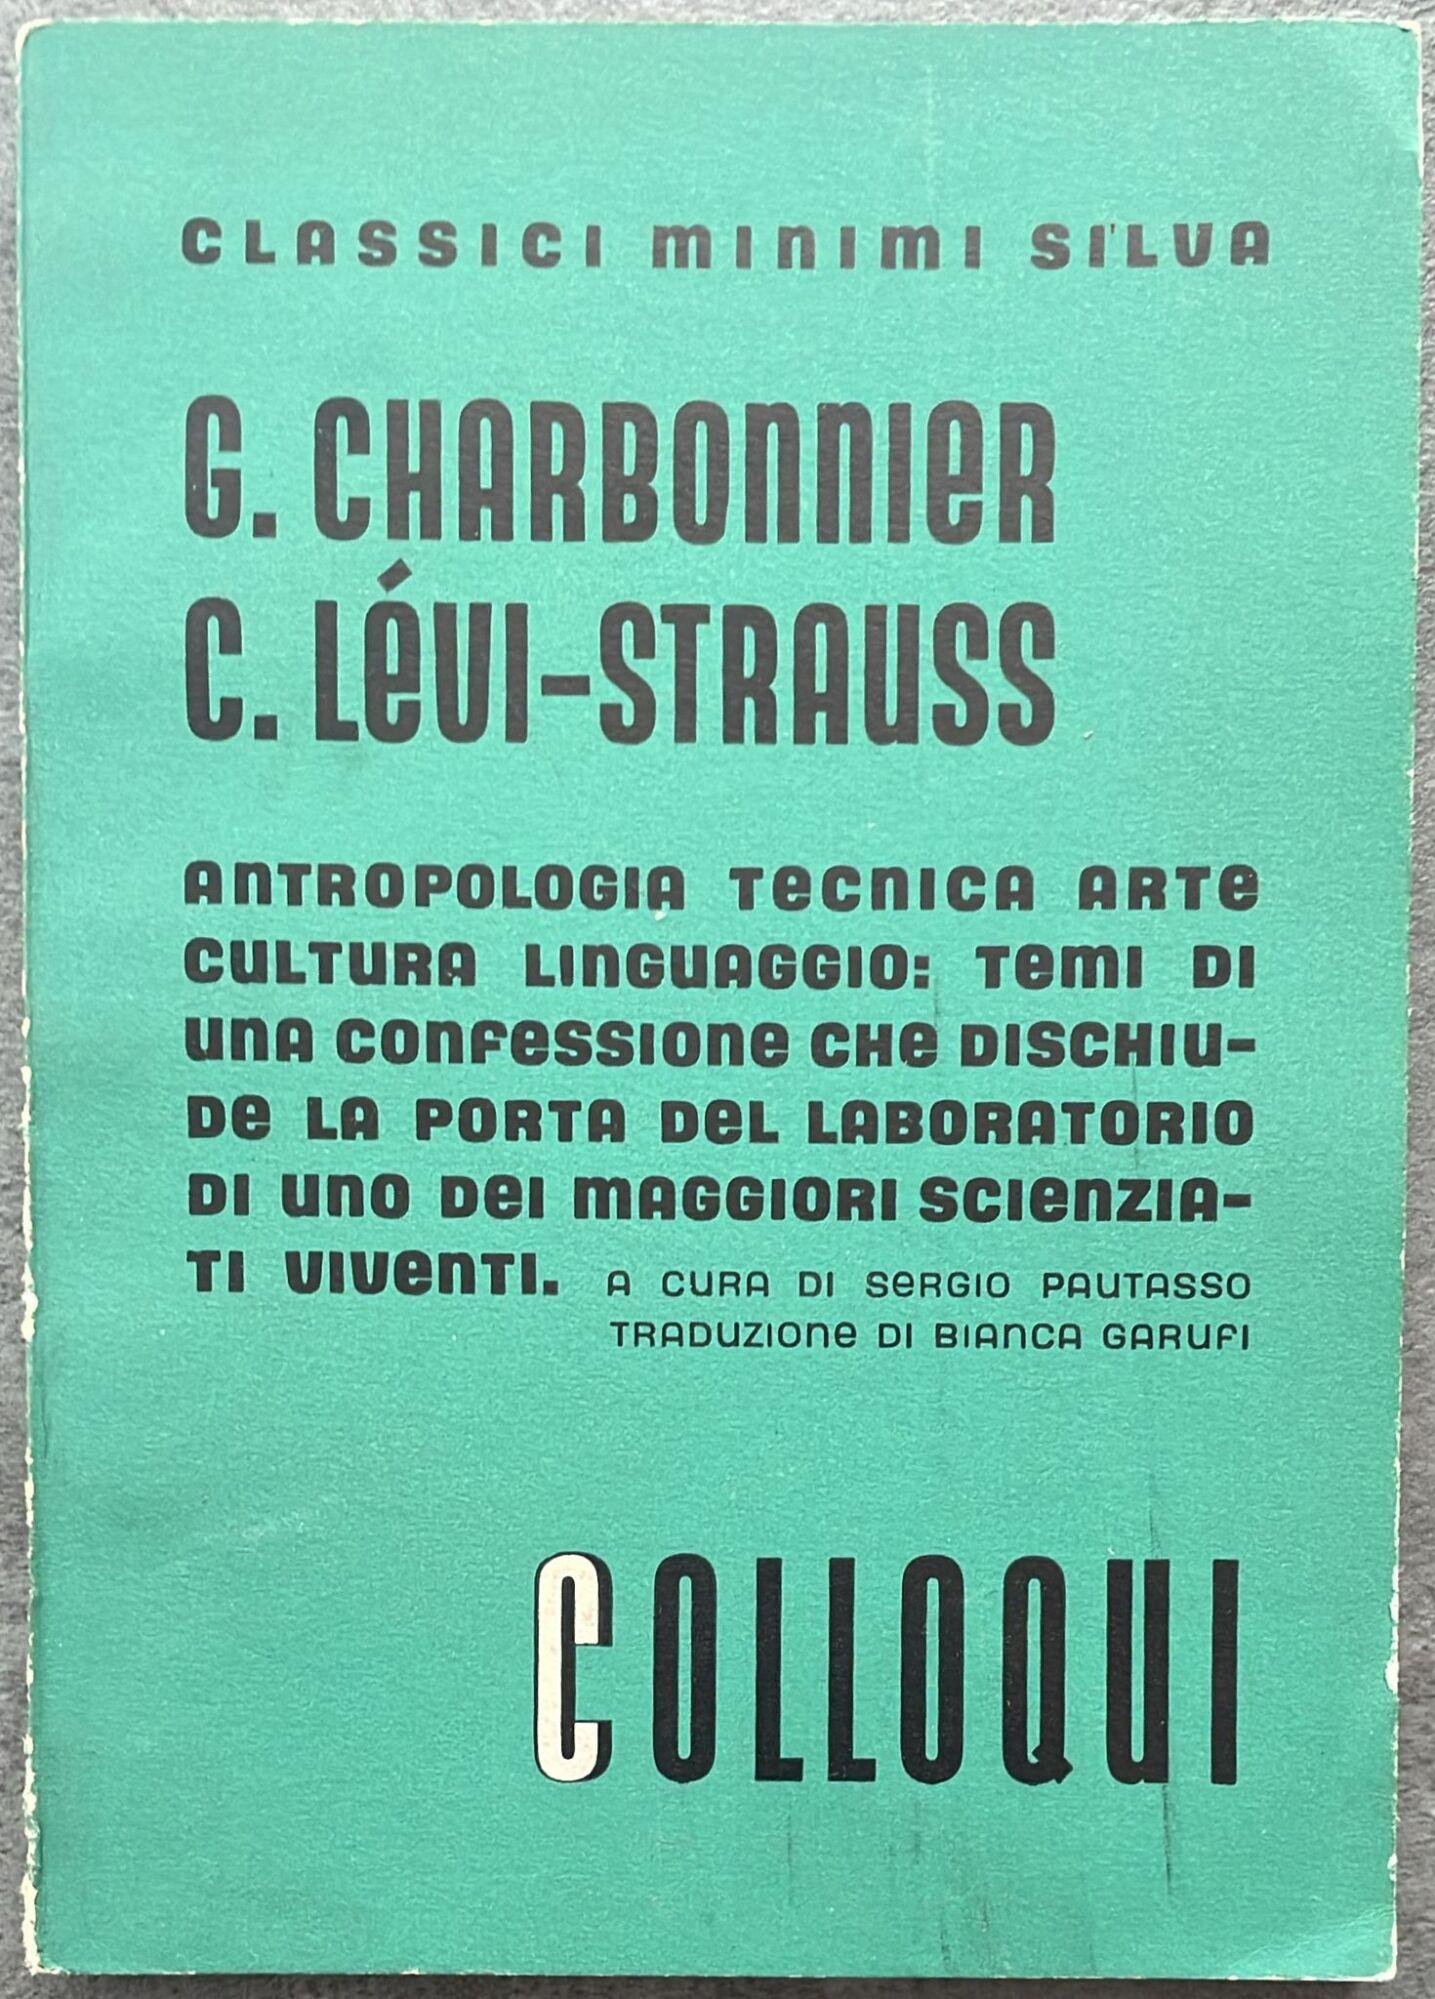 CLASSICI MINIMI SILVA
G. CHARBONNIER
C. LÉVI-STRAUSS
ANTROPOLOGIA TECNICA ARTE
CULTURA LINGUAGGIO: TEMI DI
UNA CONFESSIONE CHE DISCHIU-
DE LA PORTA DEL LABORATORIO
DI UNO DEI MAGGIORI SCIENZIA-
TI VIVENTI. A CURA DI SERGIO PAUTASSO
TRADUZIONE DI BIANCA GARUFI
COLLOQUI